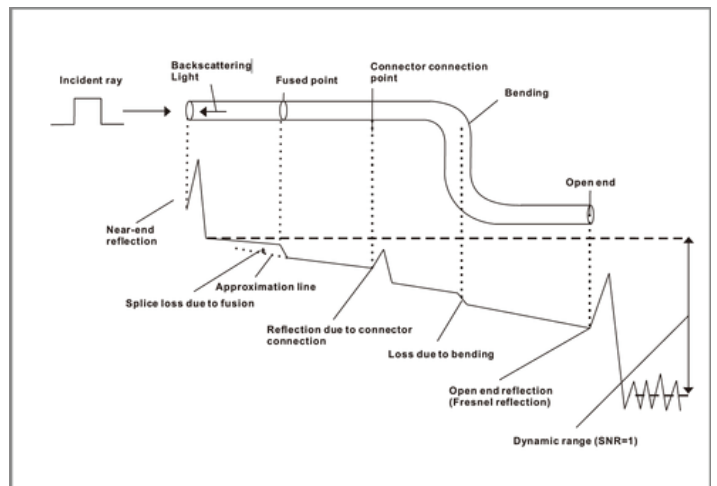 Incident ray
Backscattering
Light
Fused point
Connector connection
point
Bending
Open end
Near-end
reflection
Approximation line
Splice loss due to fusion
Reflection due to connector
connection
Loss due to bending
Open end reflection
(Fresnel reflection)
Dynamic range (SNR=1)